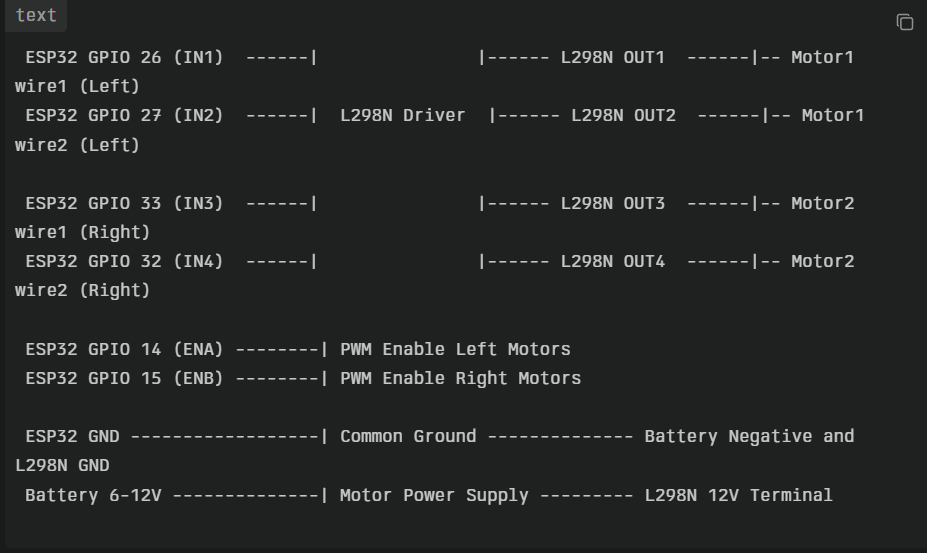 text
ESP32 GPIO 26 (IN1)  ------|               |------ L298N OUT1  ------|-- Motor1
wire1 (Left)
ESP32 GPIO 27 (IN2)  ------|  L298N Driver  |------ L298N OUT2  ------|-- Motor1
wire2 (Left)
ESP32 GPIO 33 (IN3)  ------|               |------ L298N OUT3  ------|-- Motor2
wire1 (Right)
ESP32 GPIO 32 (IN4)  ------|               |------ L298N OUT4  ------|-- Motor2
wire2 (Right)
ESP32 GPIO 14 (ENA) --------| PWM Enable Left Motors
ESP32 GPIO 15 (ENB) --------| PWM Enable Right Motors
ESP32 GND ------------------| Common Ground -------------- Battery Negative and
L298N GND
Battery 6-12V --------------| Motor Power Supply --------- L298N 12V Terminal